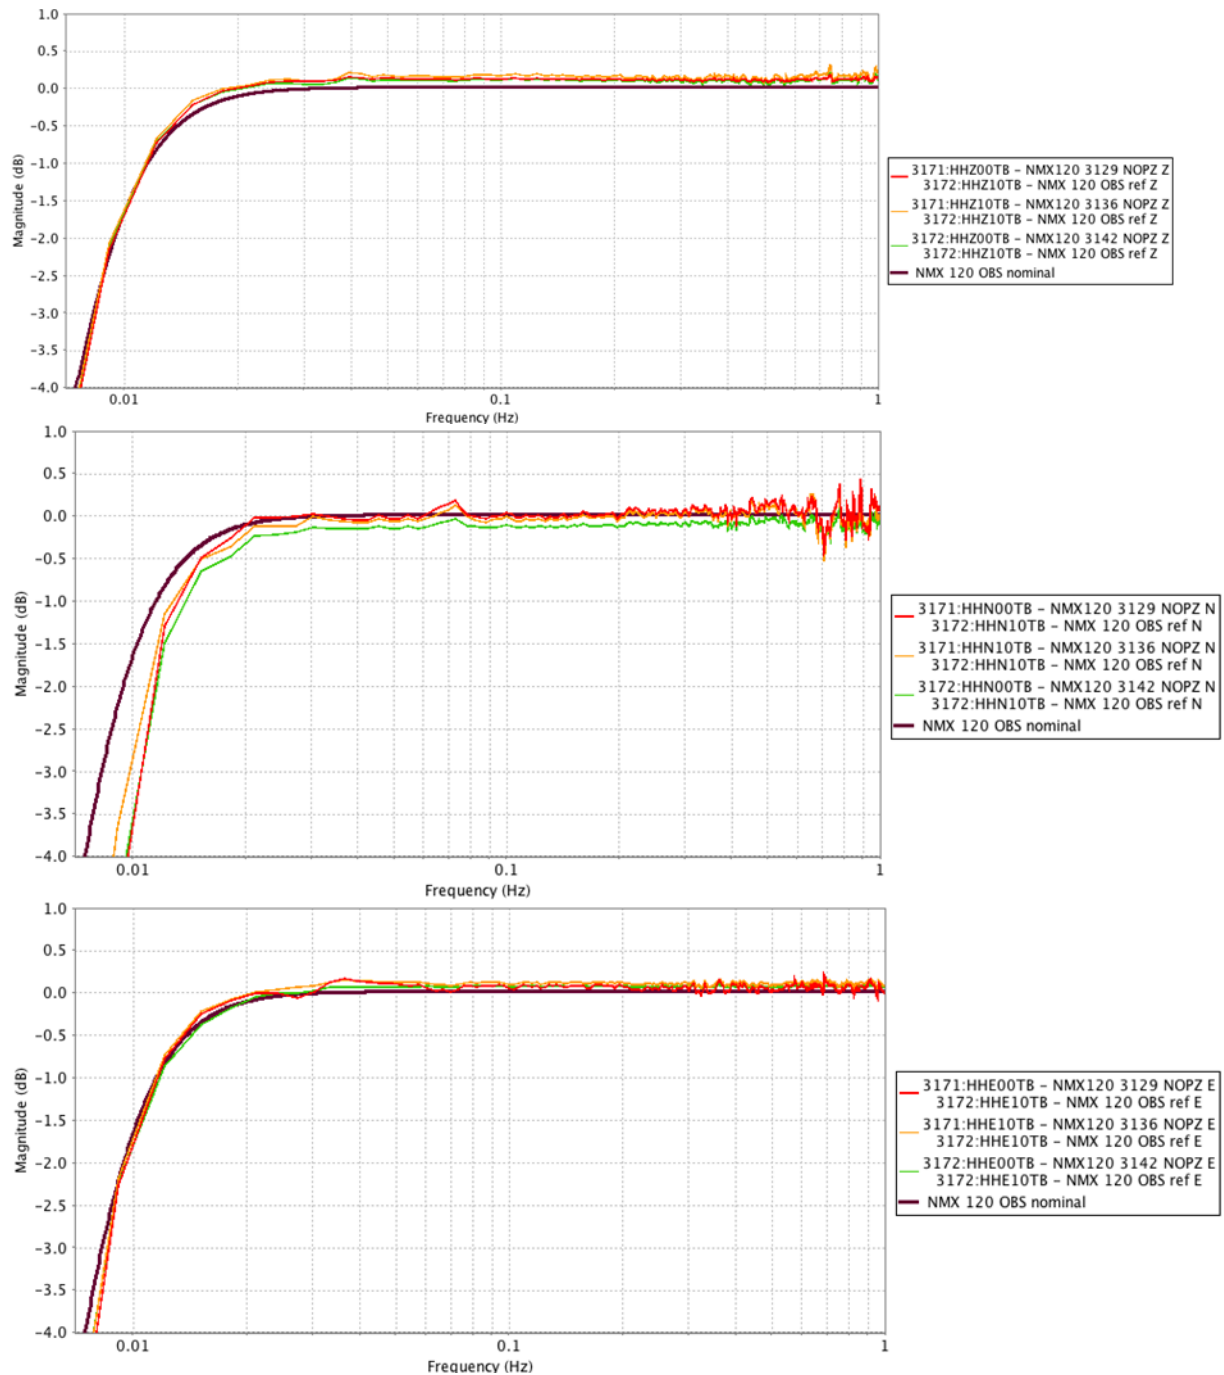 1.0
0.5
0.0
-0.5
-1.0
-1.5
-2.0
-2.5
-3.0
-3.5
-4.0
Magnitude (dB)
0.01 0.1 1
Frequency (Hz)
3171:HHZ00TB - NMX120 3129 NOPZ Z
3172:HHZ10TB - NMX 120 OBS ref Z
3171:HHZ10TB - NMX120 3136 NOPZ Z
3172:HHZ10TB - NMX 120 OBS ref Z
3172:HHZ00TB - NMX120 3142 NOPZ Z
3172:HHZ10TB - NMX 120 OBS ref Z
NMX 120 OBS nominal
1.0
0.5
0.0
-0.5
-1.0
-1.5
-2.0
-2.5
-3.0
-3.5
-4.0
Magnitude (dB)
0.01 0.1 1
Frequency (Hz)
3171:HHN00TB - NMX120 3129 NOPZ N
3172:HHN10TB - NMX 120 OBS ref N
3171:HHN10TB - NMX120 3136 NOPZ N
3172:HHN10TB - NMX 120 OBS ref N
3172:HHN00TB - NMX120 3142 NOPZ N
3172:HHN10TB - NMX 120 OBS ref N
NMX 120 OBS nominal
1.0
0.5
0.0
-0.5
-1.0
-1.5
-2.0
-2.5
-3.0
-3.5
-4.0
Magnitude (dB)
0.01 0.1 1
Frequency (Hz)
3171:HHE00TB - NMX120 3129 NOPZ E
3172:HHE10TB - NMX 120 OBS ref E
3171:HHE10TB - NMX120 3136 NOPZ E
3172:HHE10TB - NMX 120 OBS ref E
3172:HHE00TB - NMX120 3142 NOPZ E
3172:HHE10TB - NMX 120 OBS ref E
NMX 120 OBS nominal